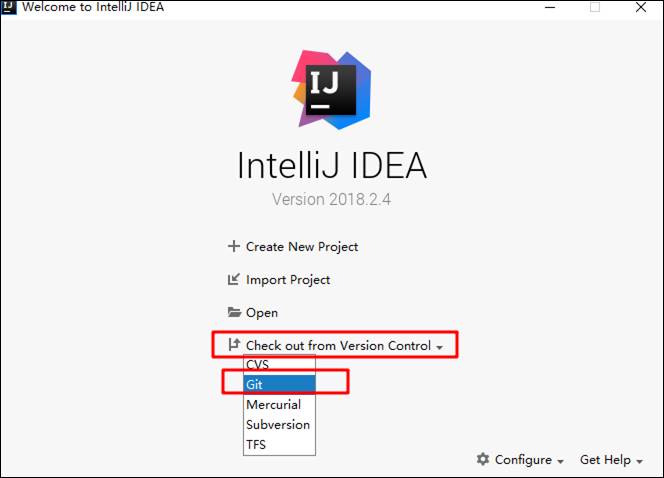 Welcome to IntelliJ IDEA
IJ
IntelliJ IDEA
Version 2018.2.4
Create New Project
Import Project
Open
Check out from Version Control
CVS
Git
Mercurial
Subversion
TFS
Configure Get Help